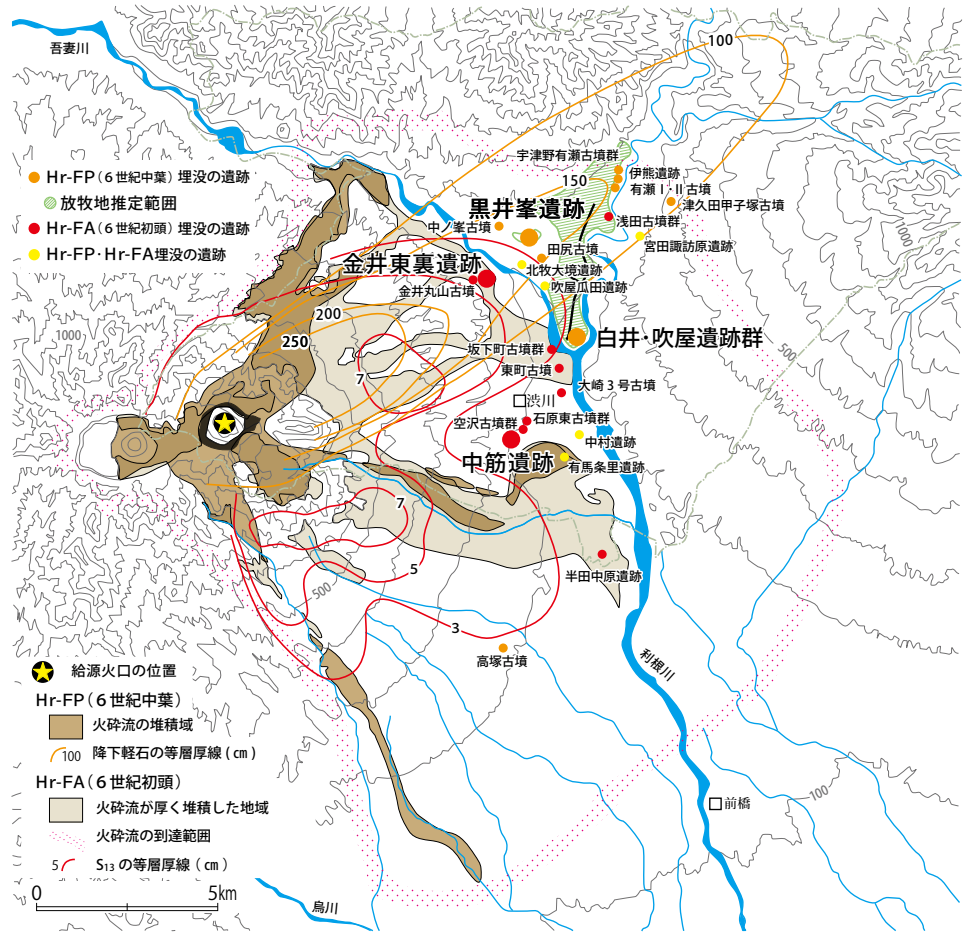 吾妻川
100
Hr-FP(6世紀中葉)埋没の遺跡
放牧地推定範囲
Hr-FA(6世紀初頭)埋没の遺跡
Hr-FP・Hr-FA埋没の遺跡
宇津野有瀬古墳群
伊熊遺跡
150
有瀬Ⅰ・Ⅱ古墳
津久田甲子塚古墳
黒井峯遺跡
浅田古墳群
中ノ峯古墳
宮田諏訪原遺跡
1000
田尻古墳
金井東裏遺跡
北牧大境遺跡
金井丸山古墳
吹屋瓜田遺跡
200
1000
250
白井・吹屋遺跡群
坂下町古墳群
500
東町古墳
7
大崎3号古墳
渋川
石原東古墳群
空沢古墳群
中村遺跡
中筋遺跡
有馬条里遺跡
7
5
半田中原遺跡
500
3
高塚古墳
利根川
給源火口の位置
Hr-FP(6世紀中葉)
火砕流の堆積域
100 降下軽石の等層厚線(cm)
Hr-FA(6世紀初頭)
火砕流が厚く堆積した地域
前橋
100
火砕流の到達範囲
5 S₁₃の等層厚線(cm)
0 5km
烏川